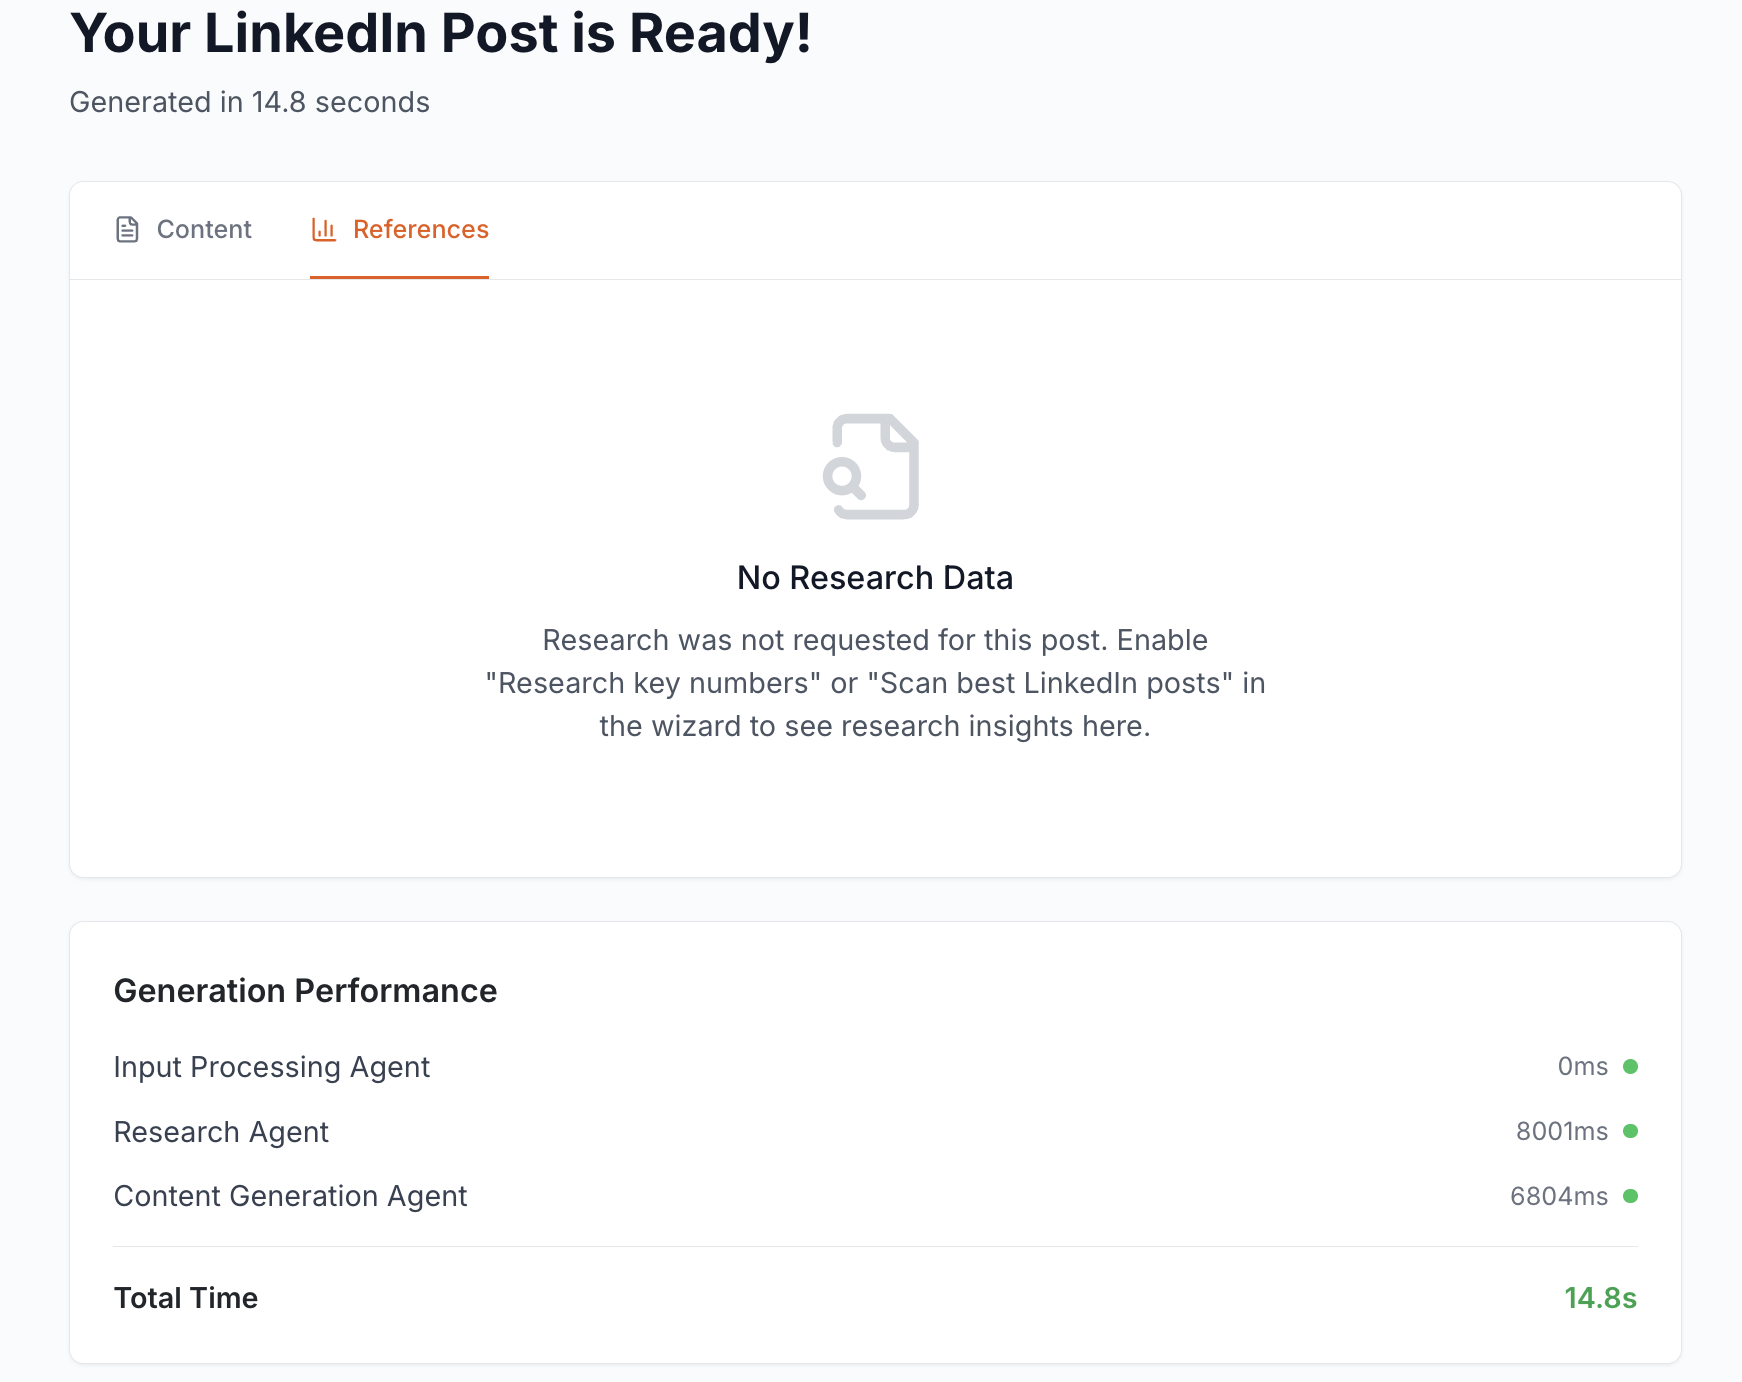 Your LinkedIn Post is Ready!
Generated in 14.8 seconds
Content
References
No Research Data
Research was not requested for this post. Enable
"Research key numbers" or "Scan best LinkedIn posts" in
the wizard to see research insights here.
Generation Performance
Input Processing Agent
0ms
Research Agent
8001ms
Content Generation Agent
6804ms
Total Time
14.8s